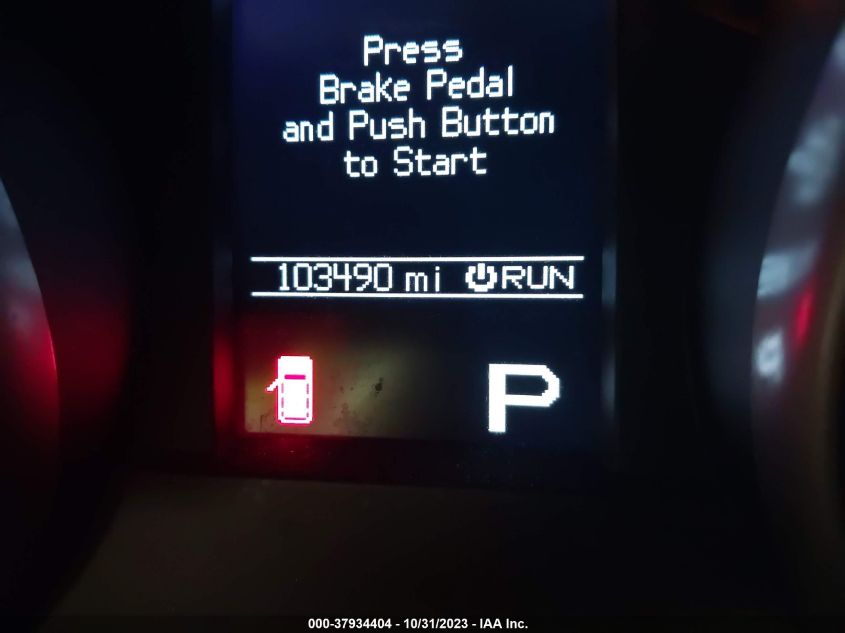 Press
Brake Pedal
and Push Button
to Start
103490 mi RUN
P
000-37934404 - 10/31/2023 - IAA Inc.